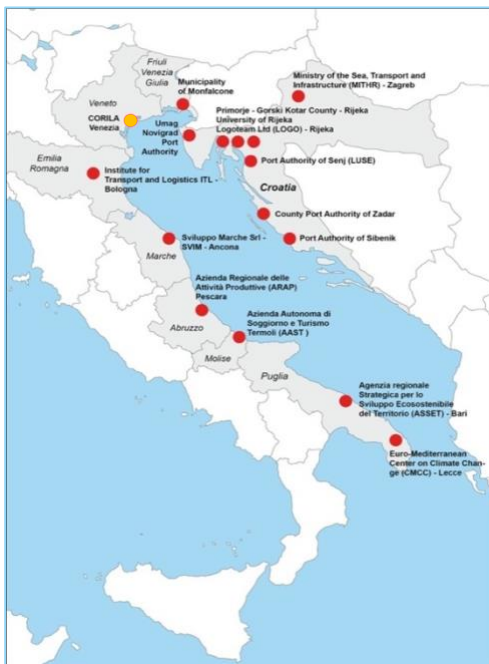 Friuli
Venezia
Giulia
Municipality
of Monfalcone
Ministry of the Sea, Transport and
Infrastructure (MITHR) - Zagreb
Veneto
CORILA
Venezia
Umag
Novigrad
Port
Authority
Primorje - Gorski Kotar County - Rijeka
University of Rijeka
Logoteam Ltd (LOGO) - Rijeka
Port Authority of Senj (LUSE)
Emilia
Romagna
Institute for
Transport and Logistics ITL -
Bologna
Croatia
County Port Authority of Zadar
Sviluppo Marche Srl -
SVIM - Ancona
Port Authority of Sibenik
Marche
Azienda Regionale delle
Attività Produttive (ARAP)
Pescara
Azienda Autonoma di
Soggiorno e Turismo
Termoli (AAST )
Abruzzo
Molise
Puglia
Agenzia regionale
Strategica per lo
Sviluppo Ecosostenibile
del Territorio (ASSET) - Bari
Euro-Mediterranean
Center on Climate Chan-
ge (CMCC) - Lecce